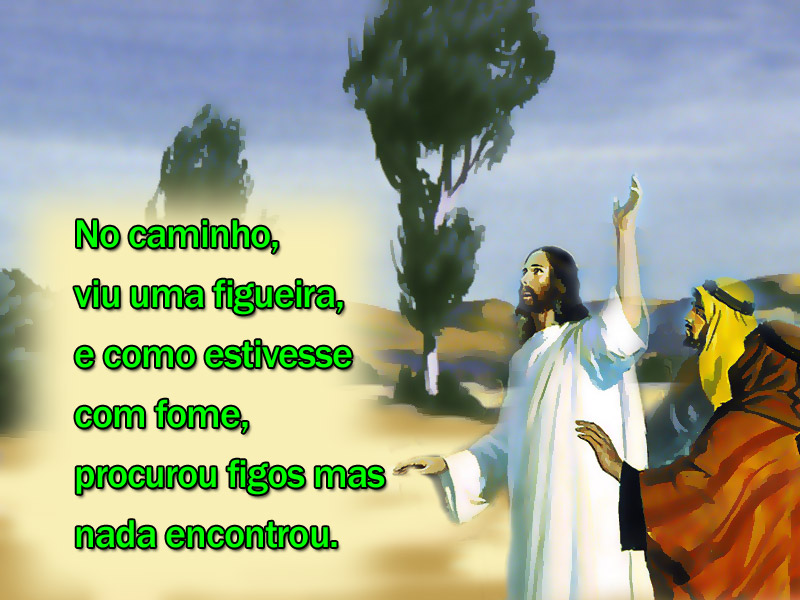 No caminho,
viu uma figueira,
e como estivesse
com fome,
procurou figos mas
nada encontrou.